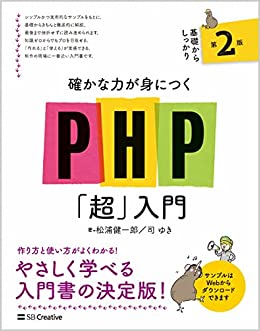 シンプルかつ実用的なサンプルをもとに、
基礎からきちんと徹底的に解説。
最後まで挫折せずに読み進められます。
知識ゼロからでもプロを目指せる、
「作れる」と「使える」が実感できる、
制作の現場に一番近い入門書です。
基礎から
しっかり
第2版
確かな力が身につく
PHP
「超」入門
著=松浦健一郎/司 ゆき
作り方と使い方がよくわかる!
やさしく学べる
入門書の決定版!
サンプルは
Webから
ダウンロード
できます
SB Creative